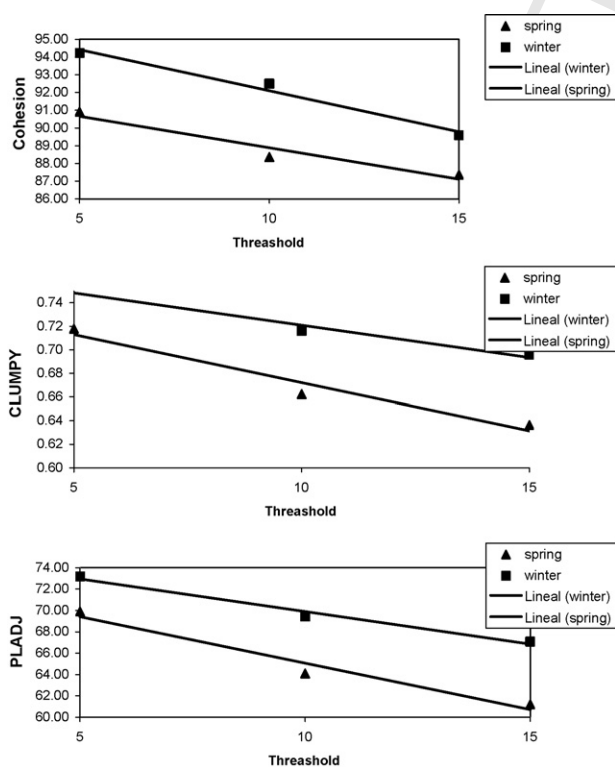 spring
winter
Lineal (winter)
Lineal (spring)
95.00
94.00
93.00
92.00
91.00
90.00
89.00
88.00
87.00
86.00
Cohesion
5 10 15
Threashold
spring
winter
Lineal (winter)
Lineal (spring)
0.74
0.72
0.70
0.68
0.66
0.64
0.62
0.60
CLUMPY
5 10 15
Threashold
spring
winter
Lineal (winter)
Lineal (spring)
74.00
72.00
70.00
68.00
66.00
64.00
62.00
60.00
PLADJ
5 10 15
Threashold